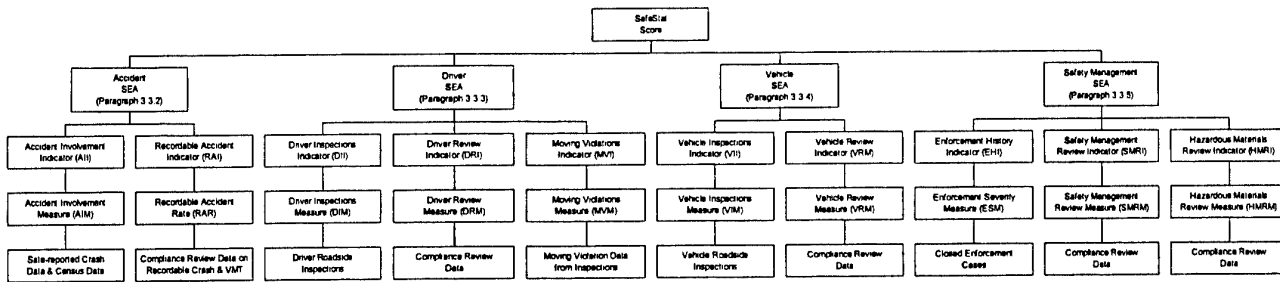 SafeStat
Score
Accident
SEA
(Paragraph 3.3.2)
Driver
SEA
(Paragraph 3 3 3)
Vehicle
SEA
(Paragraph 3 3 4)
Safety Management
SEA
(Paragraph 3 3 5)
Accident Involvement
Indicator (AII)
Recordable Accident
Indicator (RAI)
Driver Inspections
Indicator (DII)
Driver Review
Indicator (DRI)
Moving Violations
Indicator (MVI)
Vehicle Inspections
Indicator (VII)
Vehicle Review
Indicator (VRM)
Enforcement History
Indicator (EHI)
Safety Management
Review Indicator (SMRI)
Hazardous Materials
Review Indicator (HMRI)
Accident Involvement
Measure (AIM)
Recordable Accident
Rate (RAR)
Driver Inspections
Measure (DIM)
Driver Review
Measure (DRM)
Moving Violations
Measure (MVM)
Vehicle Inspections
Measure (VIM)
Vehicle Review
Measure (VRM)
Enforcement Severity
Measure (ESM)
Safety Management
Review Measure (SMRM)
Hazardous Materials
Review Measure (HMRM)
Sate-reported Crash
Data & Census Data
Compliance Review Data on
Recordable Crash & VMT
Driver Roadside
Inspections
Compliance Review
Data
Moving Violation Data
from Inspections
Vehicle Roadside
Inspections
Compliance Review
Data
Closed Enforcement
Cases
Compliance Review
Data
Compliance Review
Data